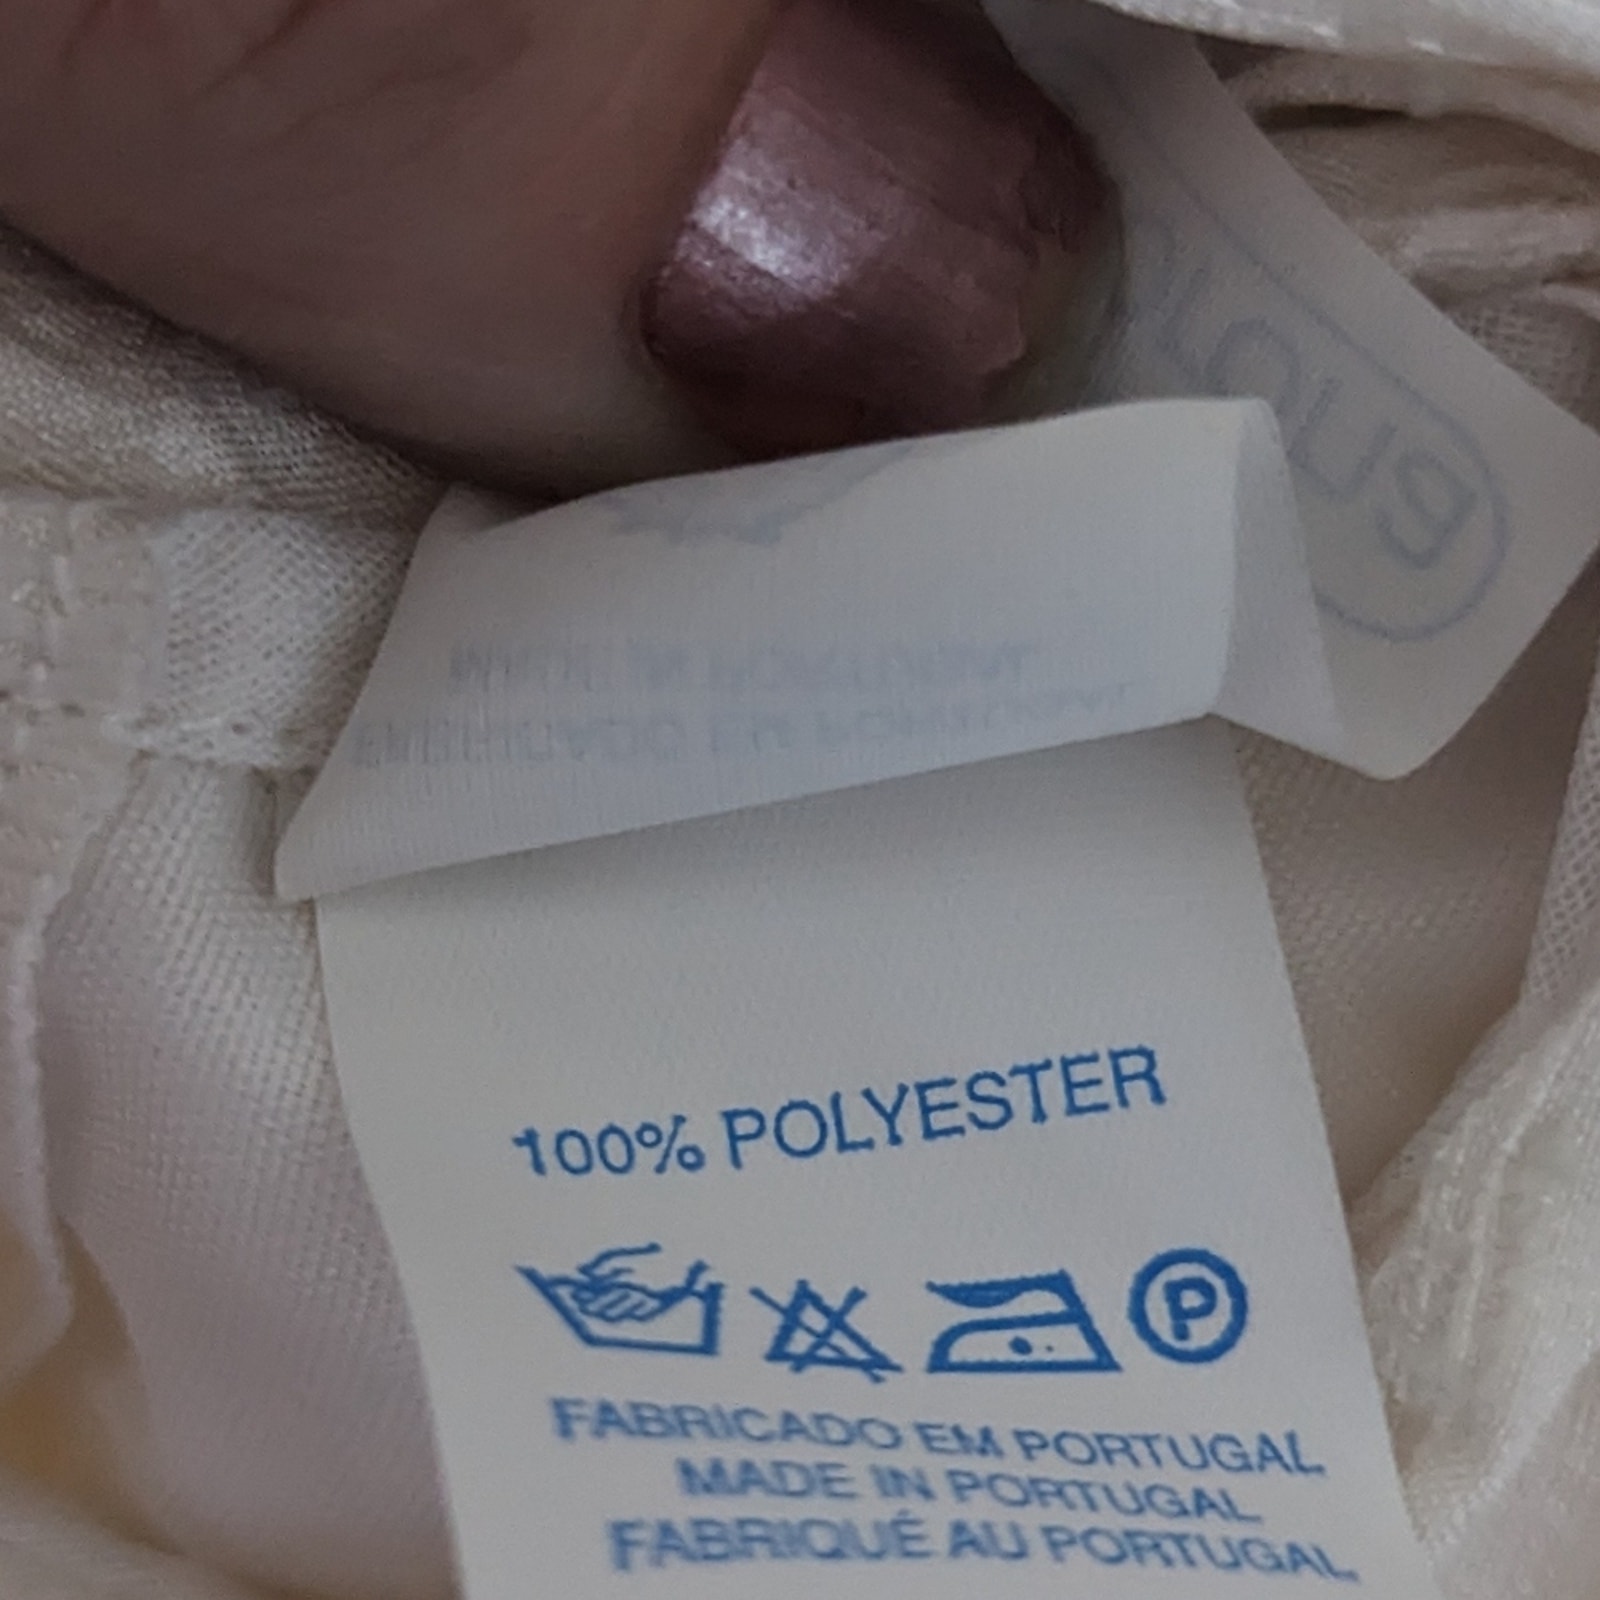 100% POLYESTER
P
FABRICADO EM PORTUGAL
MADE IN PORTUGAL
FABRIQUÉ AU PORTUGAL